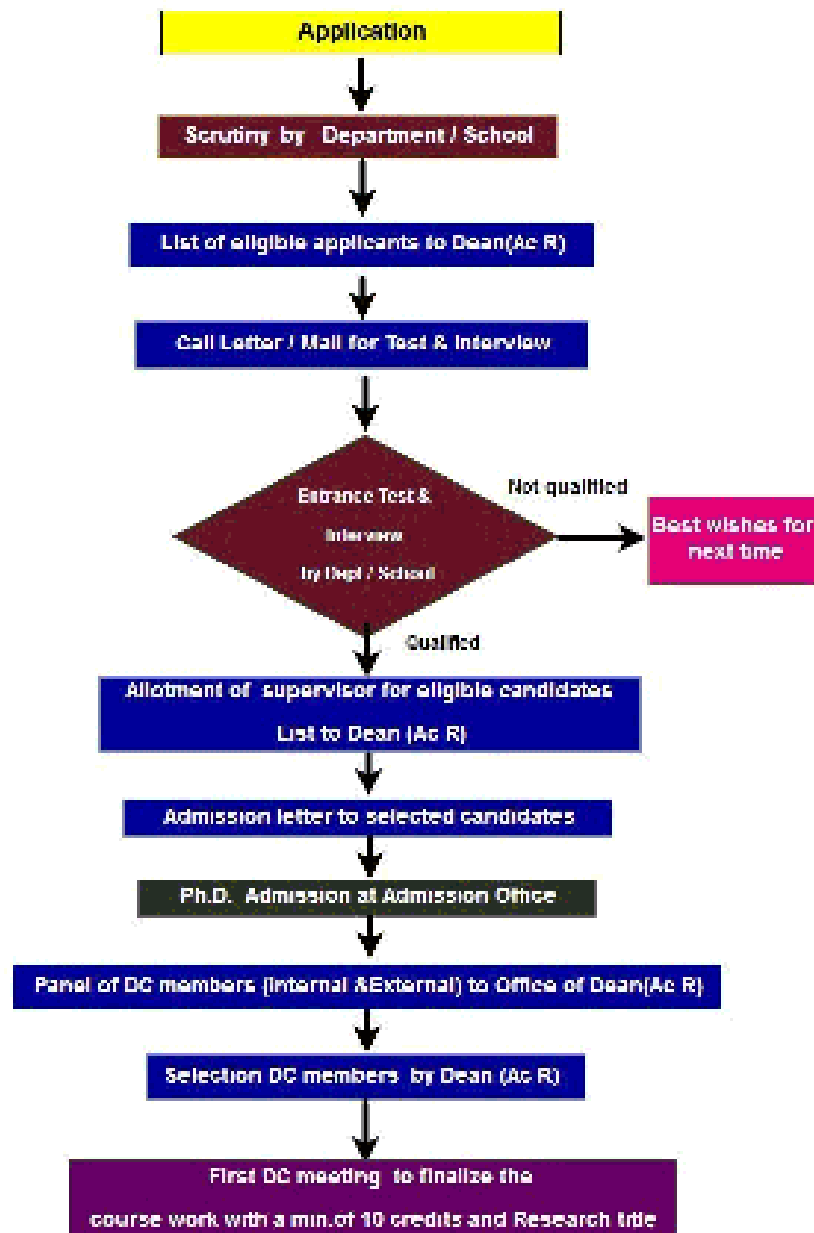 Application
Scrutiny by Department / School
List of eligible applicants to Dean(Ac R)
Call Letter / Mail for Test & Interview
Entrance Test &
Interview
by Dept / School
Not qualified
Best wishes for
next time
Qualified
Allotment of supervisor for eligible candidates
List to Dean (Ac R)
Admission letter to selected candidates
Ph.D. Admission at Admission Office
Panel of DC members (Internal &External) to Office of Dean(Ac R)
Selection DC members by Dean (Ac R)
First DC meeting to finalize the
course work with a min.of 10 credits and Research title